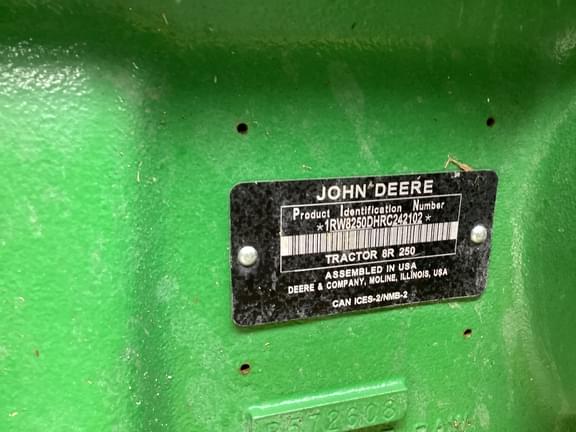 JOHN DEERE
Product Identification Number
*1RW8250DHRC242102*
TRACTOR 8R 250
ASSEMBLED IN USA
DEERE & COMPANY, MOLINE, ILLINOIS, USA
CAN ICES-2/NMB-2
R572608